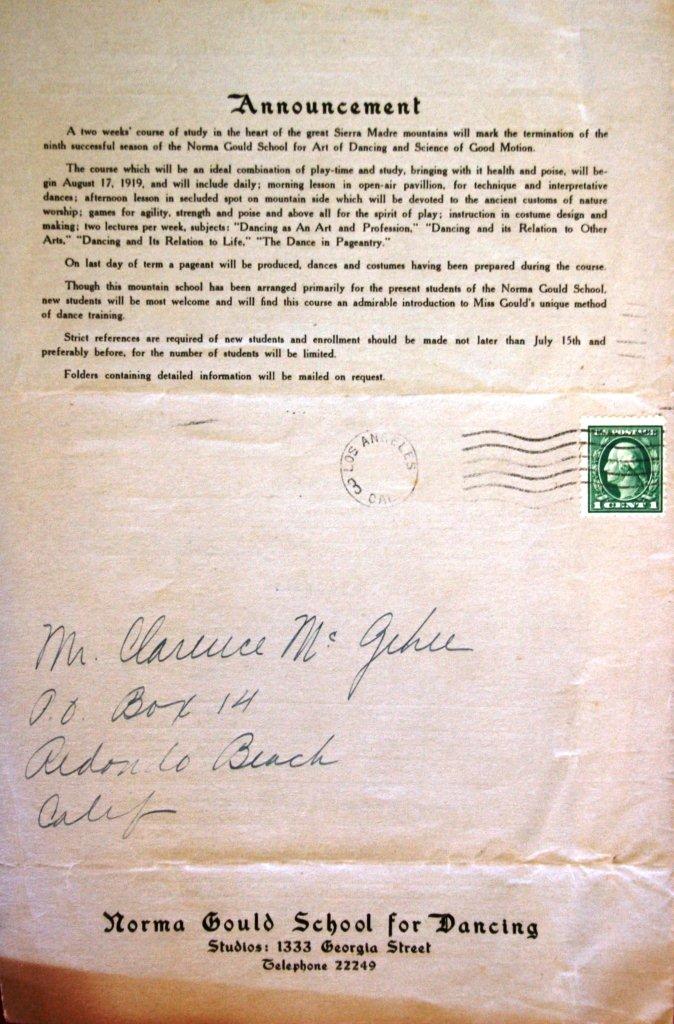 Announcement
A two weeks' course of study in the heart of the great Sierra Madre mountains will mark the termination of the
ninth successful season of the Norma Gould School for Art of Dancing and Science of Good Motion.
The course which will be an ideal combination of play-time and study, bringing with it health and poise, will be-
gin August 17, 1919, and will include daily; morning lesson in open-air pavillion, for technique and interpretative
dances; afternoon lesson in secluded spot on mountain side which will be devoted to the ancient customs of nature
worship; games for agility, strength and poise and above all for the spirit of play; instruction in costume design and
making; two lectures per week, subjects: "Dancing as An Art and Profession," "Dancing and its Relation to Other
Arts," "Dancing and Its Relation to Life," "The Dance in Pageantry."
On last day of term a pageant will be produced, dances and costumes having been prepared during the course.
Though this mountain school has been arranged primarily for the present students of the Norma Gould School,
new students will be most welcome and will find this course an admirable introduction to Miss Gould's unique method
of dance training.
Strict references are required of new students and enrollment should be made not later than July 15th and
preferably before, for the number of students will be limited.
Folders containing detailed information will be mailed on request.
LOS ANGELES
3 CAL
U.S. POSTAGE
1 CENT 1
Mr. Clarence Mc Gehee
P.O. Box 14
Redondo Beach
Calif
Norma Gould School for Dancing
Studios: 1333 Georgia Street
Telephone 22249